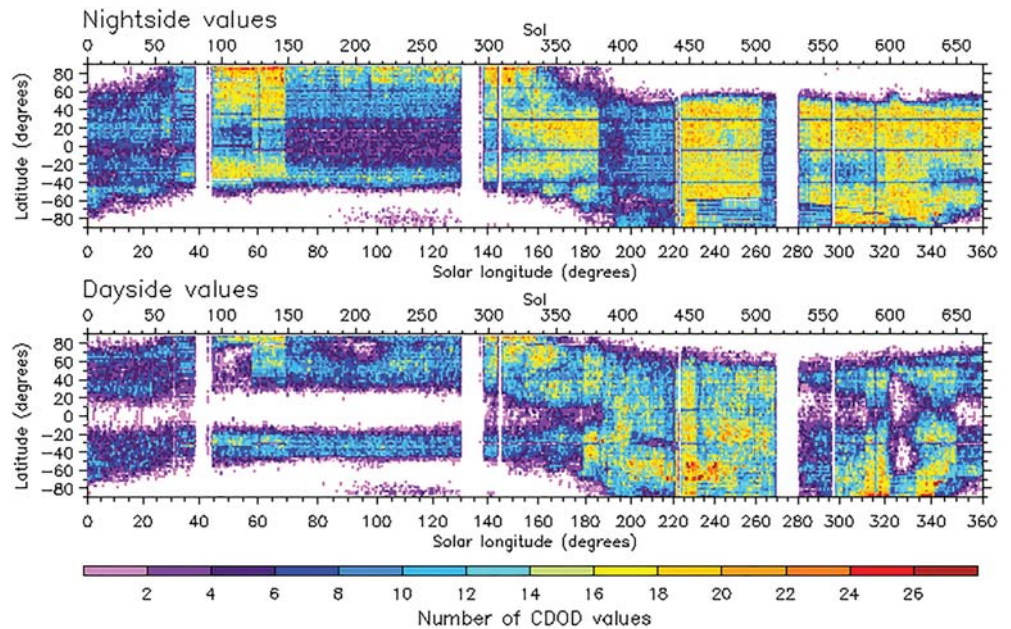 Nightside values
Sol
0 50 100 150 200 250 300 350 400 450 500 550 600 650
80
60
40
20
0
−20
−40
−60
−80
Latitude (degrees)
0 20 40 60 80 100 120 140 160 180 200 220 240 260 280 300 320 340 360
Solar longitude (degrees)
Dayside values
Sol
0 50 100 150 200 250 300 350 400 450 500 550 600 650
80
60
40
20
0
−20
−40
−60
−80
Latitude (degrees)
0 20 40 60 80 100 120 140 160 180 200 220 240 260 280 300 320 340 360
Solar longitude (degrees)
2 4 6 8 10 12 14 16 18 20 22 24 26
Number of CDOD values